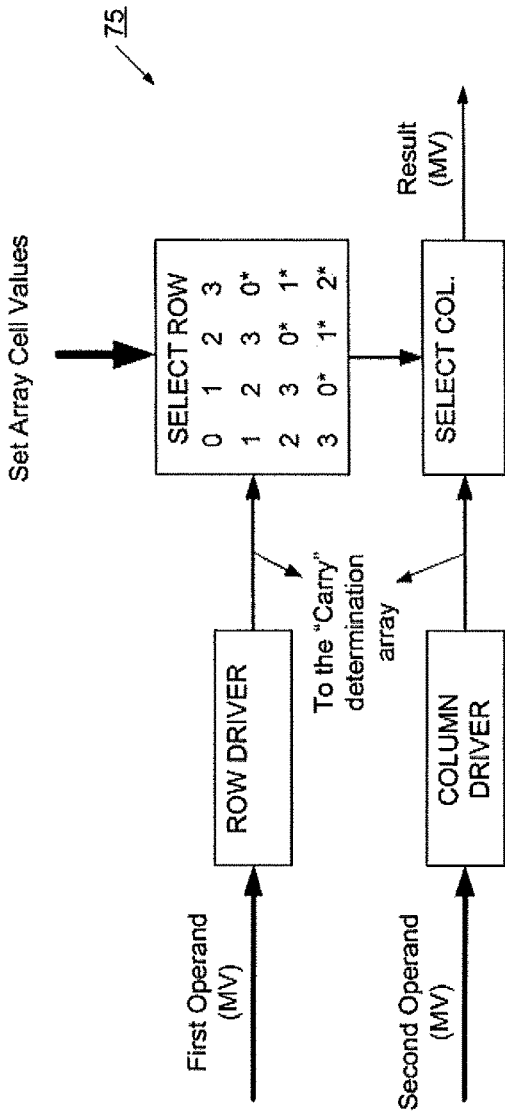 75
Set Array Cell Values
SELECT ROW
0 1 2 3
1 2 3 0*
2 3 0* 1*
3 0* 1* 2*
First Operand
(MV)
ROW DRIVER
To the "Carry"
determination
array
Second Operand
(MV)
COLUMN
DRIVER
SELECT COL.
Result
(MV)